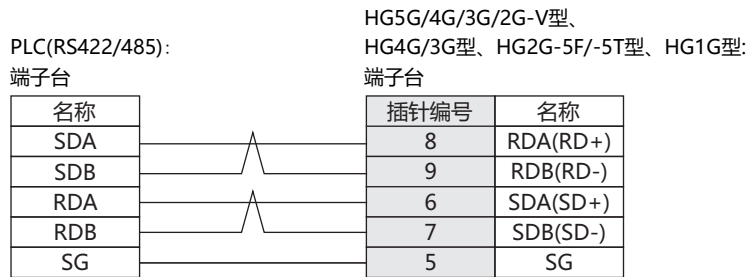 HG5G/4G/3G/2G-V型、
PLC(RS422/485):
HG4G/3G型、HG2G-5F/-5T型、HG1G型:
端子台
端子台
名称
插针编号 名称
SDA
8 RDA(RD+)
SDB
9 RDB(RD-)
RDA
6 SDA(SD+)
RDB
7 SDB(SD-)
SG
5 SG